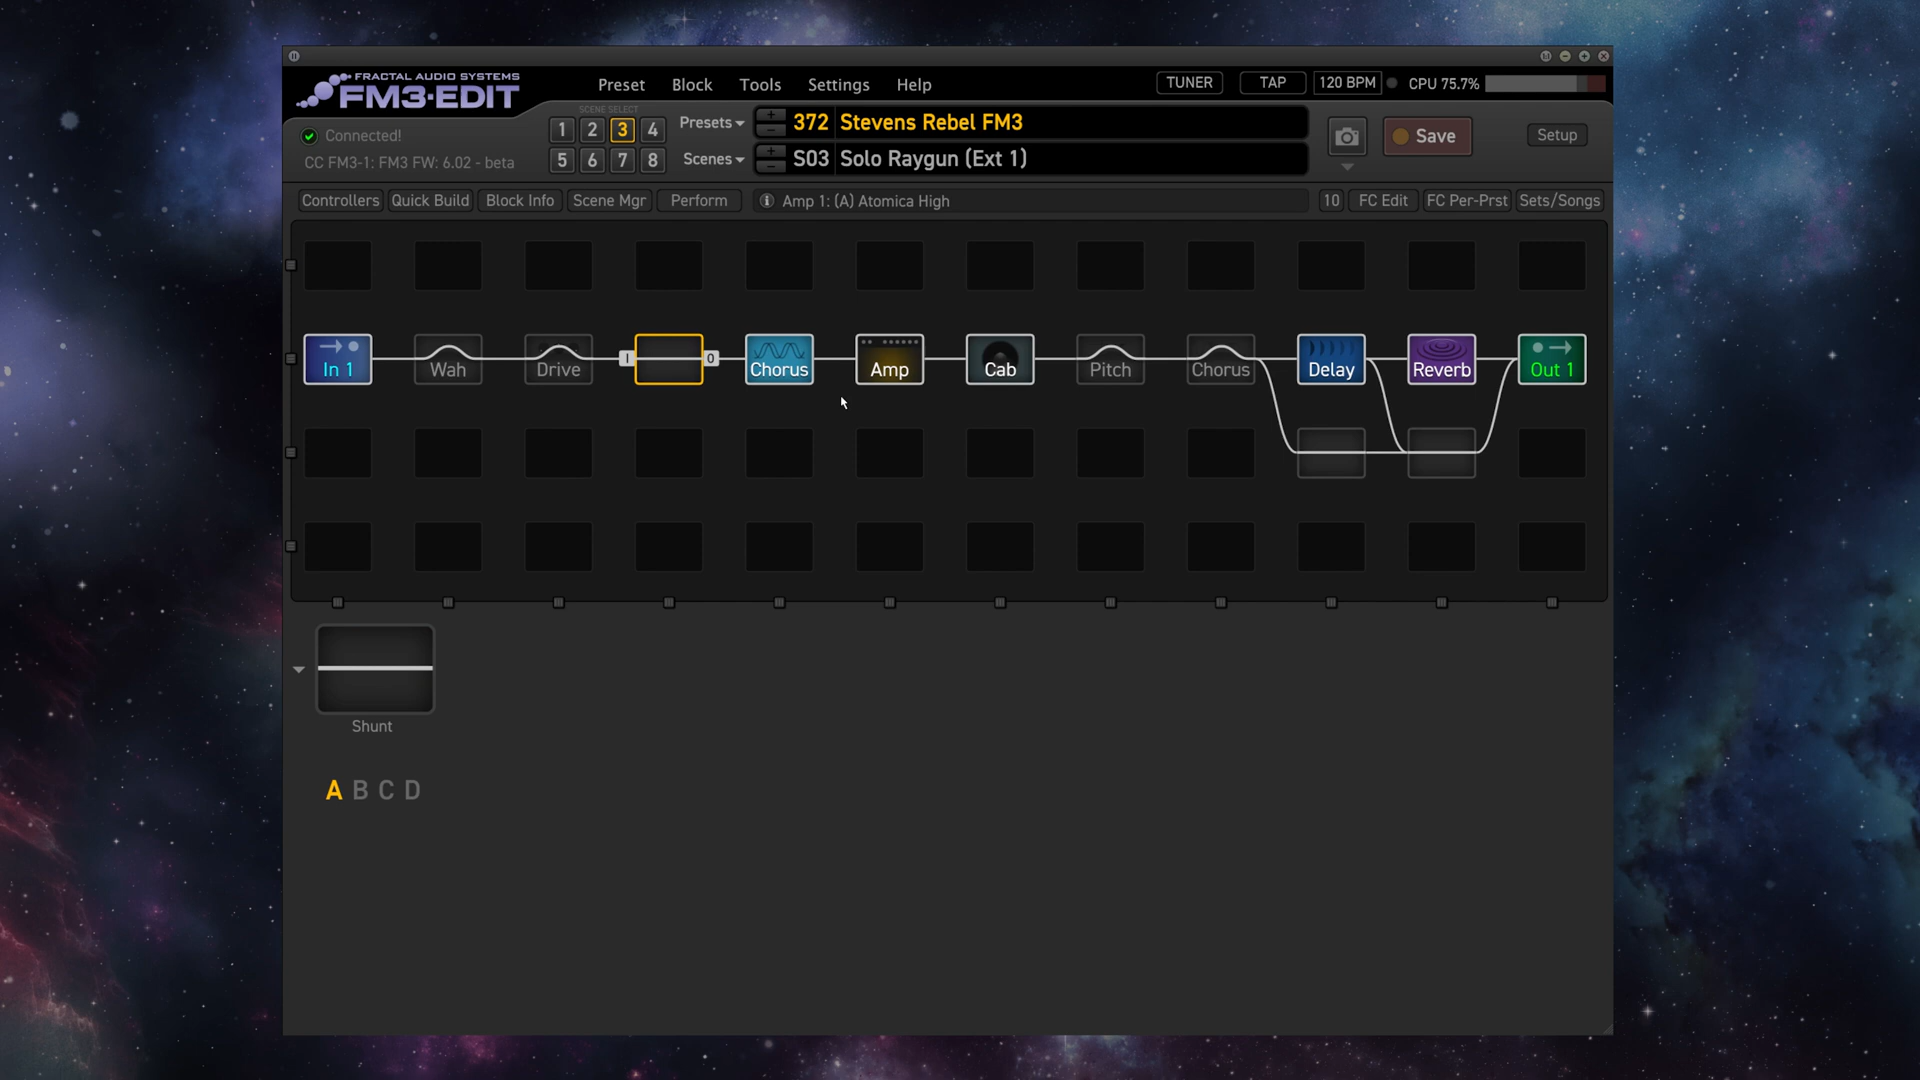 FRACTAL AUDIO SYSTEMS
FM3-EDIT
Preset Block Tools Settings Help
TUNER TAP 120 BPM CPU 75.7%
SCENE SELECT
1 2 3 4
5 6 7 8
Presets 372 Stevens Rebel FM3
Scenes S03 Solo Raygun (Ext 1)
Save Setup
Connected!
CC FM3-1: FM3 FW: 6.02 - beta
Controllers Quick Build Block Info Scene Mgr Perform Amp 1: (A) Atomica High 10 FC Edit FC Per-Prst Sets/Songs
In 1 Wah Drive I O Chorus Amp Cab Pitch Chorus Delay Reverb Out 1
Shunt
A B C D